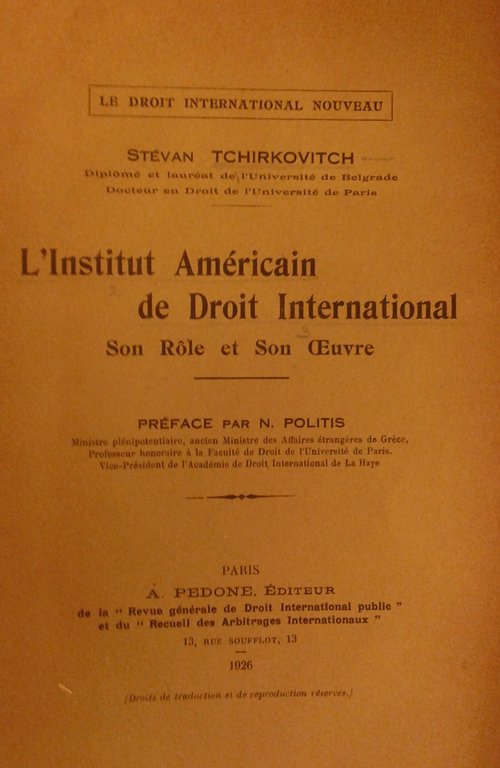 LE DROIT INTERNATIONAL NOUVEAU
STÉVAN TCHIRKOVITCH
Diplômé et lauréat de l'Université de Belgrade
Docteur en Droit de l'Université de Paris
L'Institut Américain
de Droit International
Son Rôle et Son Œuvre
PRÉFACE PAR N. POLITIS
Ministre plénipotentiaire, ancien Ministre des Affaires étrangères de Grèce,
Professeur honoraire à la Faculté de Droit de l'Université de Paris.
Vice-Président de l'Académie de Droit International de La Haye
PARIS
A. PEDONE, ÉDITEUR
de la “ Revue générale de Droit International public ”
et du “ Recueil des Arbitrages Internationaux ”
13, RUE SOUFFLOT, 13
1926
(Droits de traduction et de reproduction réservés.)